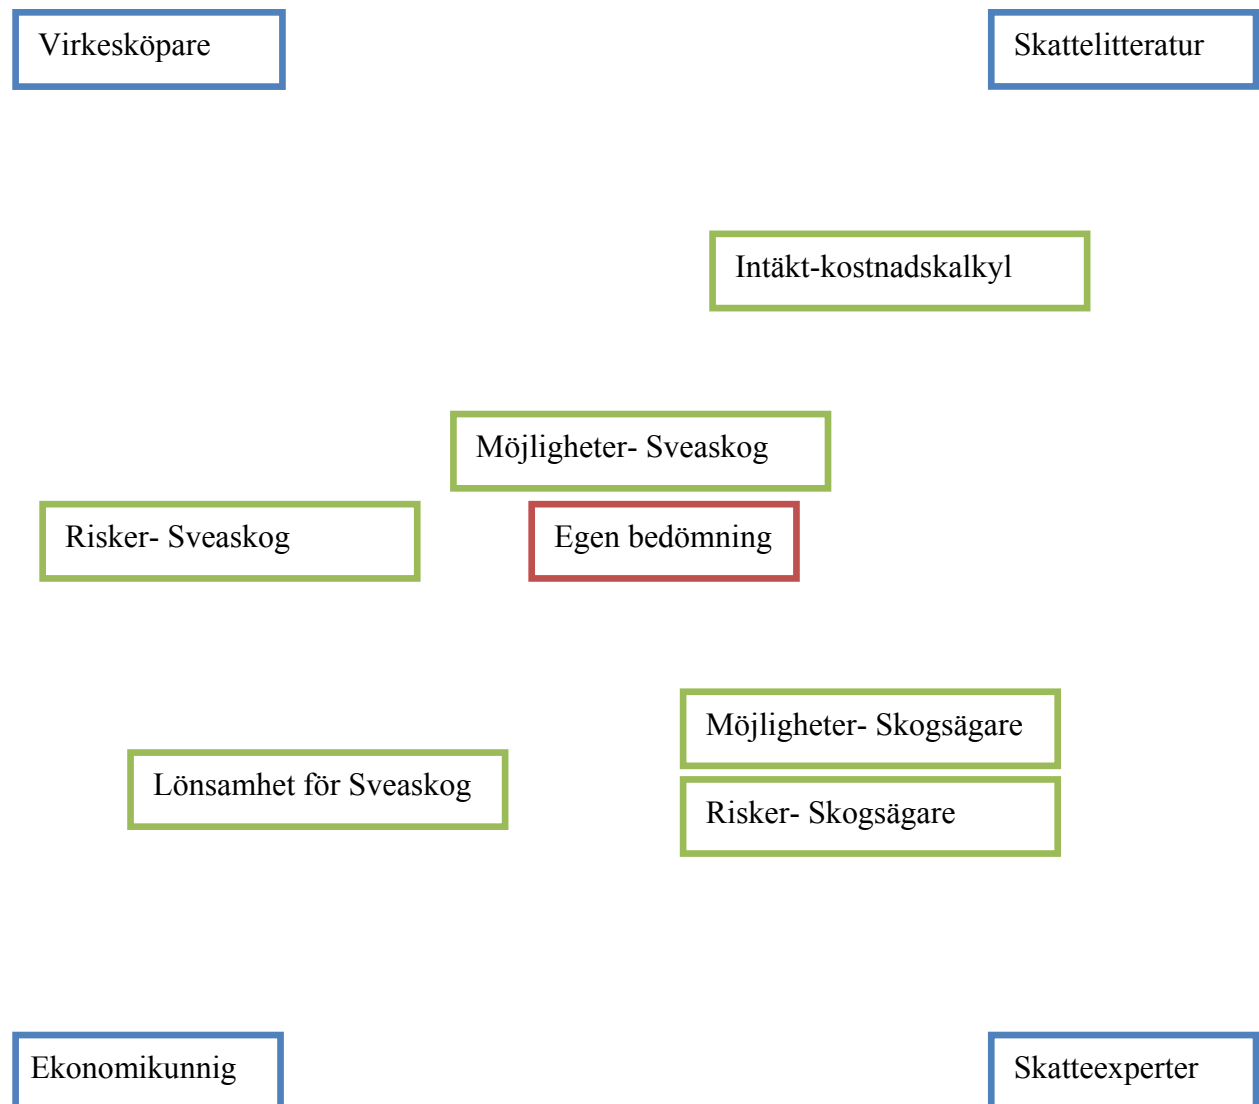 Virkesköpare
Skattelitteratur
Intäkt-kostnadskalkyl
Möjligheter- Sveaskog
Risker- Sveaskog
Egen bedömning
Möjligheter- Skogsägare
Lönsamhet för Sveaskog
Risker- Skogsägare
Ekonomikunnig
Skatteexperter